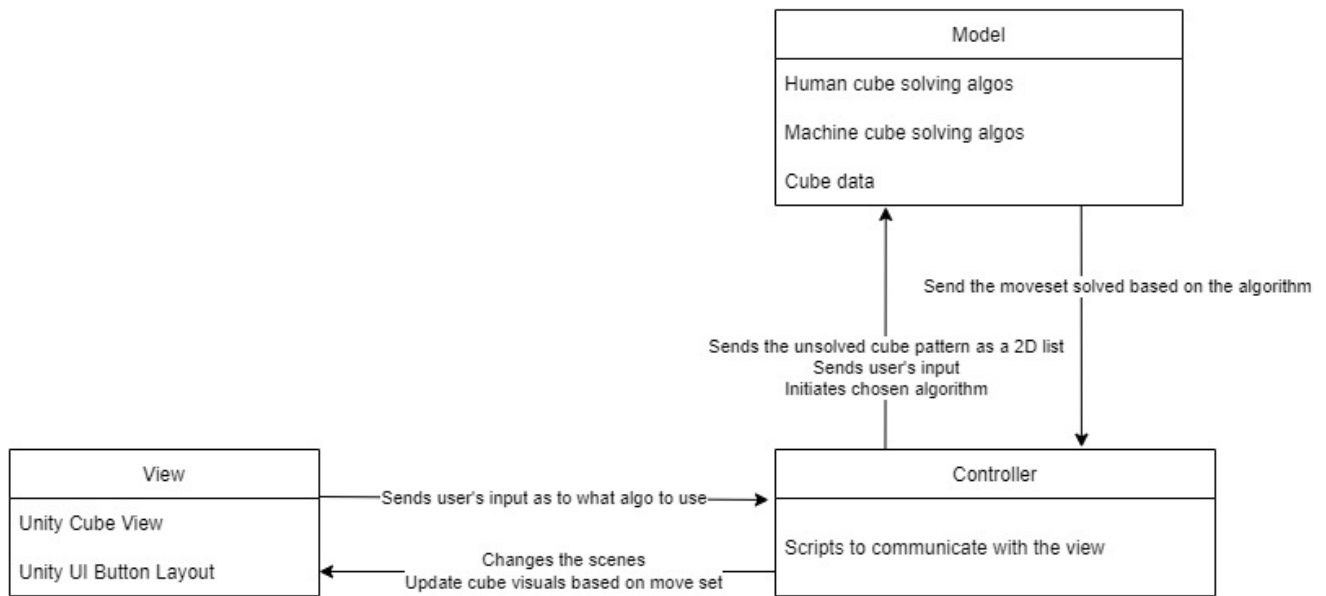 Model
Human cube solving algos
Machine cube solving algos
Cube data
Send the moveset solved based on the algorithm
Sends the unsolved cube pattern as a 2D list
Sends user's input
Initiates chosen algorithm
View
Unity Cube View
Unity UI Button Layout
Sends user's input as to what algo to use
Changes the scenes
Update cube visuals based on move set
Controller
Scripts to communicate with the view